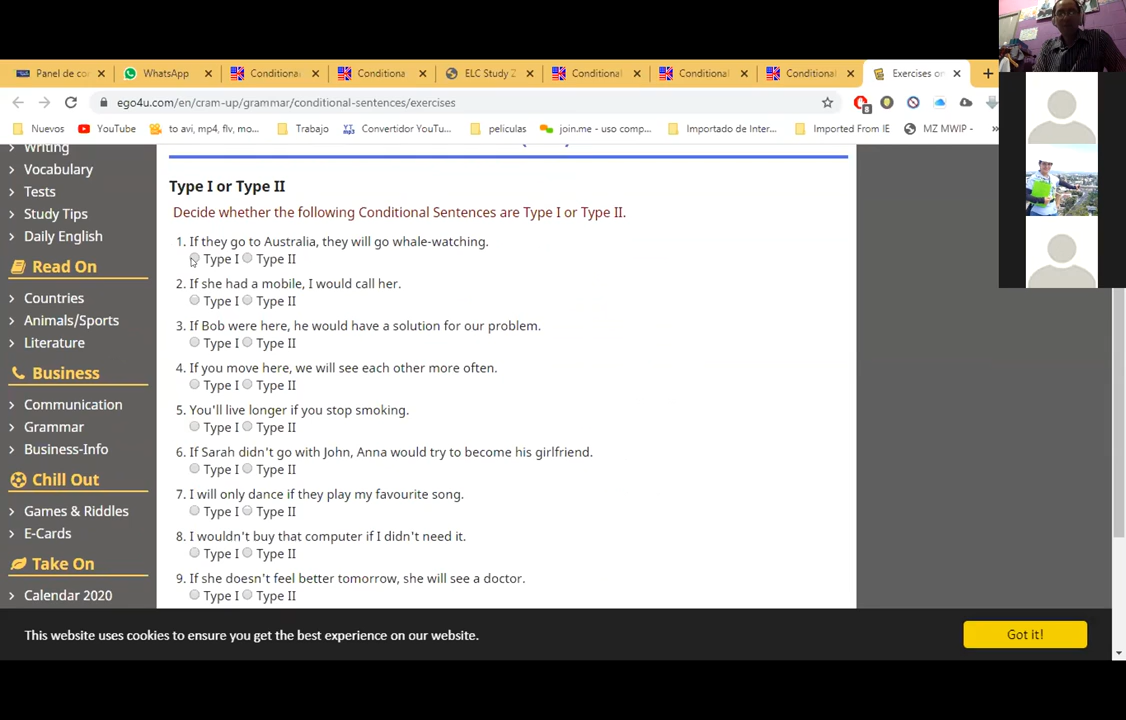 Panel de co
WhatsApp
Conditiona
Conditiona
ELC Study Z
Conditional
Conditional
Conditional
Exercises on
ego4u.com/en/cram-up/grammar/conditional-sentences/exercises
Nuevos
YouTube
to avi, mp4, flv, mo...
Trabajo
Convertidor YouTu...
peliculas
join.me - uso comp...
Importado de Inter...
Imported From IE
MZ MWIP -
»
Writing
Vocabulary
Tests
Study Tips
Daily English
Read On
Countries
Animals/Sports
Literature
Business
Communication
Grammar
Business-Info
Chill Out
Games & Riddles
E-Cards
Take On
Calendar 2020
Type I or Type II
Decide whether the following Conditional Sentences are Type I or Type II.
1. If they go to Australia, they will go whale-watching.
Type I Type II
2. If she had a mobile, I would call her.
Type I Type II
3. If Bob were here, he would have a solution for our problem.
Type I Type II
4. If you move here, we will see each other more often.
Type I Type II
5. You'll live longer if you stop smoking.
Type I Type II
6. If Sarah didn't go with John, Anna would try to become his girlfriend.
Type I Type II
7. I will only dance if they play my favourite song.
Type I Type II
8. I wouldn't buy that computer if I didn't need it.
Type I Type II
9. If she doesn't feel better tomorrow, she will see a doctor.
Type I Type II
This website uses cookies to ensure you get the best experience on our website.
Got it!